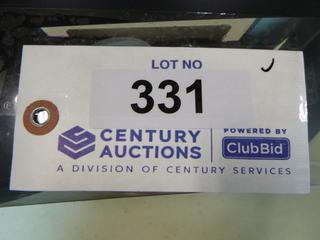 LOT NO
331
CENTURY
AUCTIONS
POWERED BY
ClubBid
A DIVISION OF CENTURY SERVICES